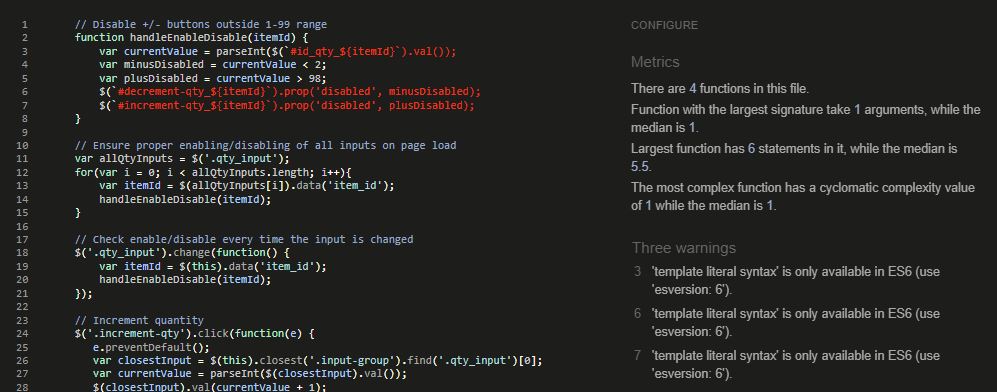 1 // Disable +/- buttons outside 1-99 range
2 function handleEnableDisable(itemId) {
3 var currentValue = parseInt($(`#id_qty_${itemId}`).val());
4 var minusDisabled = currentValue < 2;
5 var plusDisabled = currentValue > 98;
6 $(`#decrement-qty_${itemId}`).prop('disabled', minusDisabled);
7 $(`#increment-qty_${itemId}`).prop('disabled', plusDisabled);
8 }
9
10 // Ensure proper enabling/disabling of all inputs on page load
11 var allQtyInputs = $('.qty_input');
12 for(var i = 0; i < allQtyInputs.length; i++){
13 var itemId = $(allQtyInputs[i]).data('item_id');
14 handleEnableDisable(itemId);
15 }
16
17 // Check enable/disable every time the input is changed
18 $('.qty_input').change(function() {
19 var itemId = $(this).data('item_id');
20 handleEnableDisable(itemId);
21 });
22
23 // Increment quantity
24 $('.increment-qty').click(function(e) {
25 e.preventDefault();
26 var closestInput = $(this).closest('.input-group').find('.qty_input')[0];
27 var currentValue = parseInt($(closestInput).val());
28 $(closestInput).val(currentValue + 1);
CONFIGURE
Metrics
There are 4 functions in this file.
Function with the largest signature take 1 arguments, while the
median is 1.
Largest function has 6 statements in it, while the median is
5.5.
The most complex function has a cyclomatic complexity value
of 1 while the median is 1.
Three warnings
3 'template literal syntax' is only available in ES6 (use
'esversion: 6').
6 'template literal syntax' is only available in ES6 (use
'esversion: 6').
7 'template literal syntax' is only available in ES6 (use
'esversion: 6').